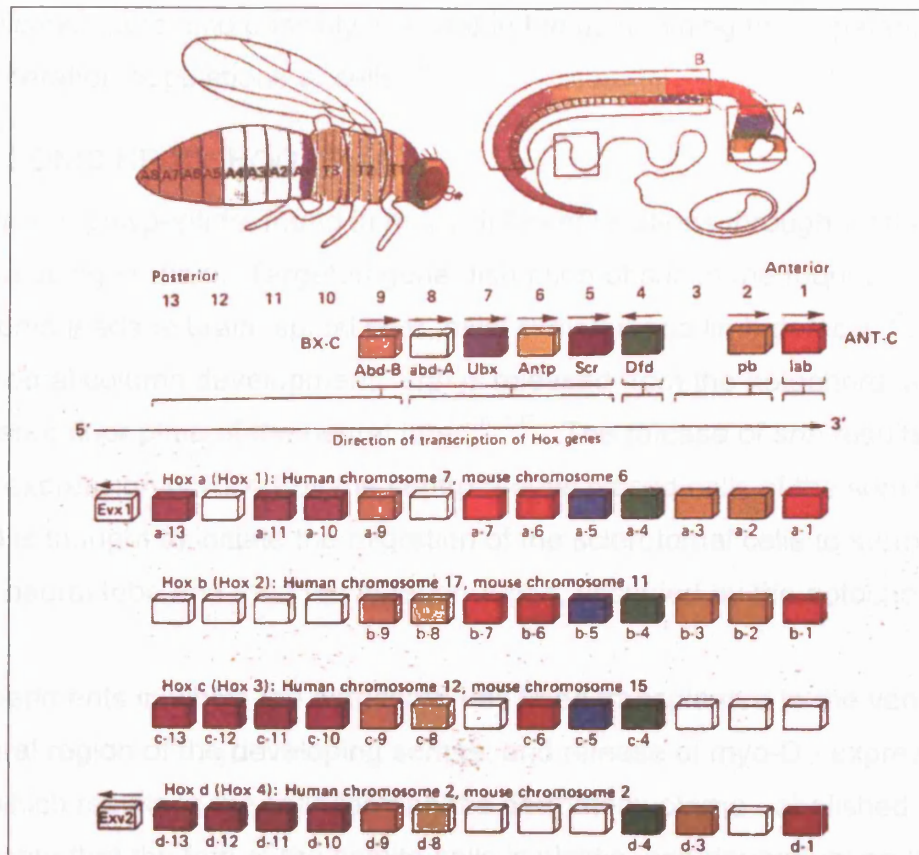 B
A
A8 A7 A6 A5 A4 A3 A2 A1 T3 T2 T1
Posterior Anterior
13 12 11 10 9 8 7 6 5 4 3 2 1
BX-C ANT-C
Abd-B abd-A Ubx Antp Scr Dfd pb lab
5' 3'
Direction of transcription of Hox genes
Hox a (Hox 1): Human chromosome 7, mouse chromosome 6
Evx1
a-13 a-11 a-10 a-9 a-7 a-6 a-5 a-4 a-3 a-2 a-1
Hox b (Hox 2): Human chromosome 17, mouse chromosome 11
b-9 b-8 b-7 b-6 b-5 b-4 b-3 b-2 b-1
Hox c (Hox 3): Human chromosome 12, mouse chromosome 15
c-13 c-12 c-11 c-10 c-9 c-8 c-6 c-5 c-4
Hox d (Hox 4): Human chromosome 2, mouse chromosome 2
Exv2
d-13 d-12 d-11 d-10 d-9 d-8 d-4 d-3 d-1